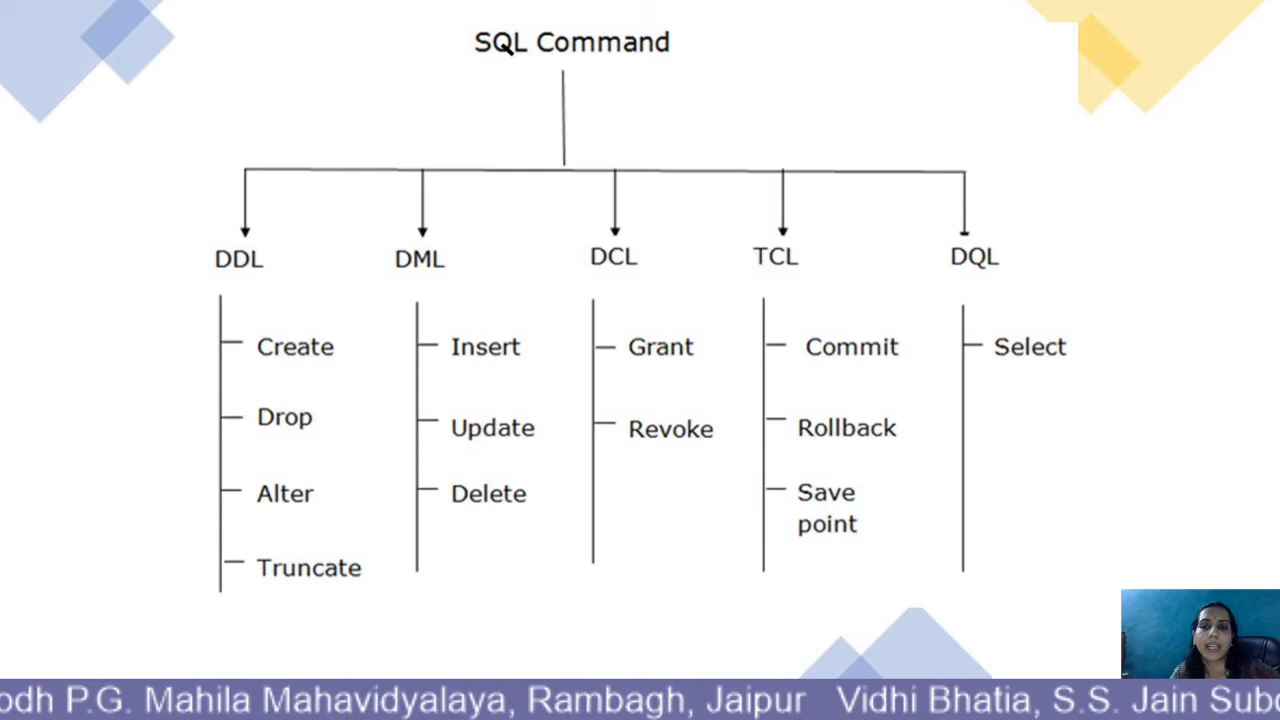 SQL Command
DDL
DML
DCL
TCL
DQL
Create
Drop
Alter
Truncate
Insert
Update
Delete
Grant
Revoke
Commit
Rollback
Save
point
Select
odh P.G. Mahila Mahavidyalaya, Rambagh, Jaipur Vidhi Bhatia, S.S. Jain Subo